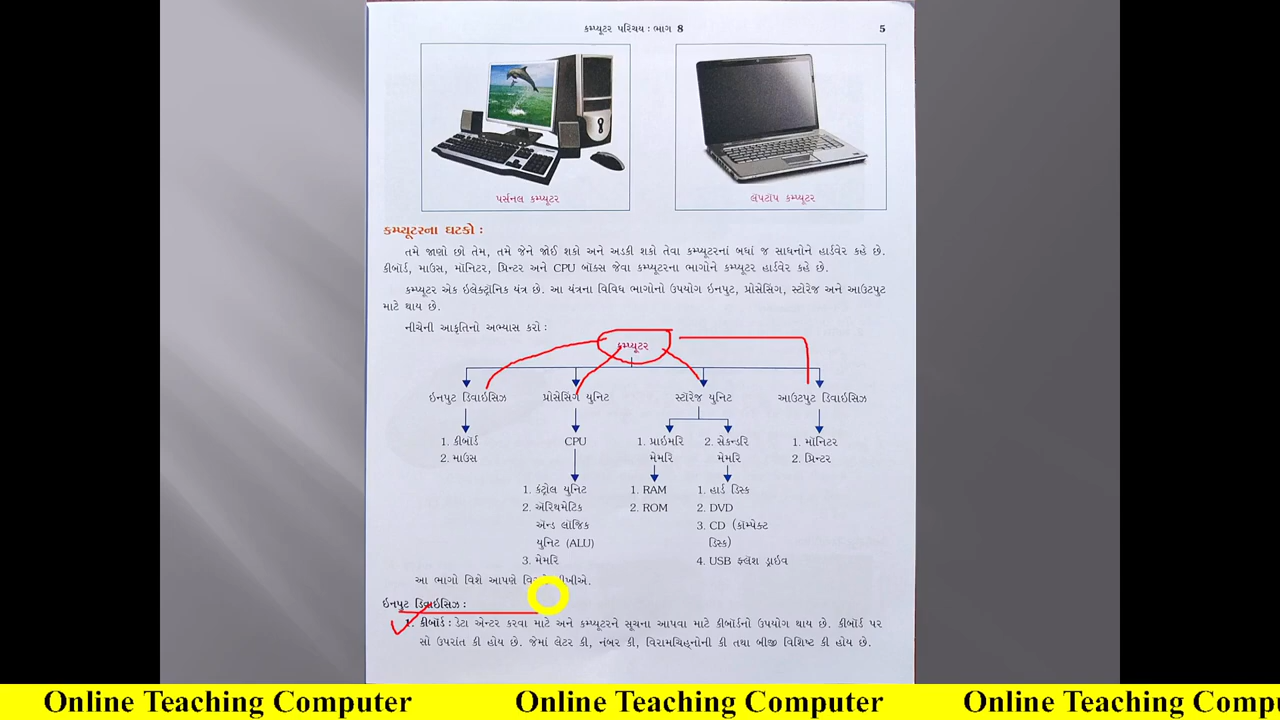 કમ્પ્યૂટર પરિચય : ભાગ 8 5
પર્સનલ કમ્પ્યૂટર લૅપટૉપ કમ્પ્યૂટર
કમ્પ્યૂટરના ઘટકો :
તમે જાણો છો તેમ, તમે જેને જોઈ શકો અને અડકી શકો તેવા કમ્પ્યૂટરનાં બધાં જ સાધનોને હાર્ડવેર કહે છે.
કીબૉર્ડ, માઉસ, મૉનિટર, પ્રિન્ટર અને CPU બૉક્સ જેવા કમ્પ્યૂટરના ભાગોને કમ્પ્યૂટર હાર્ડવેર કહે છે.
કમ્પ્યૂટર એક ઇલેક્ટ્રૉનિક યંત્ર છે. આ યંત્રના વિવિધ ભાગોનો ઉપયોગ ઇનપુટ, પ્રોસેસિંગ, સ્ટોરેજ અને આઉટપુટ
માટે થાય છે.
નીચેની આકૃતિનો અભ્યાસ કરો :
કમ્પ્યૂટર
ઇનપુટ ડિવાઇસિઝ પ્રોસેસિંગ યુનિટ સ્ટૉરેજ યુનિટ આઉટપુટ ડિવાઇસિઝ
1. કીબૉર્ડ CPU 1. પ્રાઇમરિ 2. સેકન્ડરિ 1. મૉનિટર
2. માઉસ મેમરિ મેમરિ 2. પ્રિન્ટર
1. કંટ્રોલ યુનિટ 1. RAM 1. હાર્ડ ડિસ્ક
2. ઍરિથમેટિક 2. ROM 2. DVD
ઍન્ડ લૉજિક 3. CD (કૉમ્પેક્ટ
યુનિટ (ALU) ડિસ્ક)
3. મેમરિ 4. USB ફ્લૅશ ડ્રાઇવ
આ ભાગો વિશે આપણે
ઇનપુટ ડિવાઇસિઝ :
1. કીબૉર્ડ : ડેટા એન્ટર કરવા માટે અને કમ્પ્યૂટરને સૂચના આપવા માટે કીબૉર્ડનો ઉપયોગ થાય છે. કીબૉર્ડ પર
સો ઉપરાંત કી હોય છે. જેમાં લેટર કી, નંબર કી, વિરામચિહ્નોની કી તથા બીજી વિશિષ્ટ કી હોય છે.
Online Teaching Computer Online Teaching Computer Online Teaching Compu